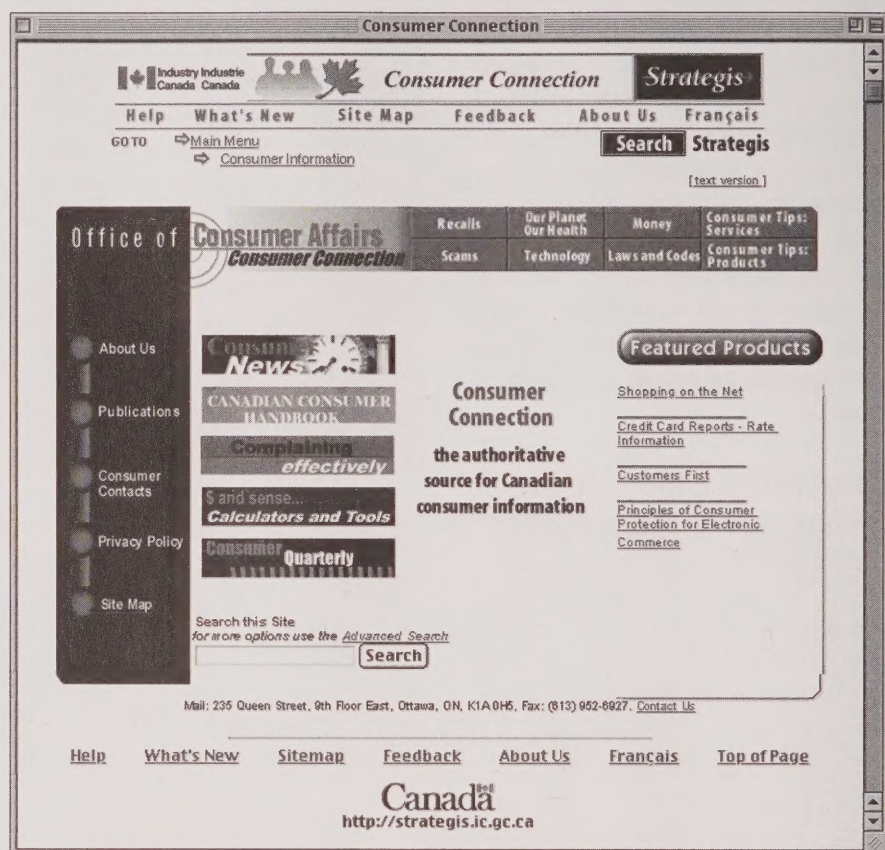 Consumer Connection
Industry Industrie
Canada Canada
Consumer Connection
Strategis
Help What's New Site Map Feedback About Us Français
GO TO Main Menu
Consumer Information
Search Strategis
[ text version ]
Office of Consumer Affairs
Consumer Connection
Recalls
Our Planet
Our Health
Money
Consumer Tips:
Services
Scams
Technology
Laws and Codes
Consumer Tips:
Products
About Us
Publications
Consumer
Contacts
Privacy Policy
Site Map
Consumer
News
CANADIAN CONSUMER
HANDBOOK
Complaining
effectively
$ and sense...
Calculators and Tools
Consumer
Quarterly
Consumer
Connection
the authoritative
source for Canadian
consumer information
Featured Products
Shopping on the Net
Credit Card Reports - Rate
Information
Customers First
Principles of Consumer
Protection for Electronic
Commerce
Search this Site
for more options use the Advanced Search
Search
Mail: 235 Queen Street, 9th Floor East, Ottawa, ON, K1A 0H5, Fax: (613) 952-6927. Contact Us
Help What's New Sitemap Feedback About Us Français Top of Page
Canada
http://strategis.ic.gc.ca